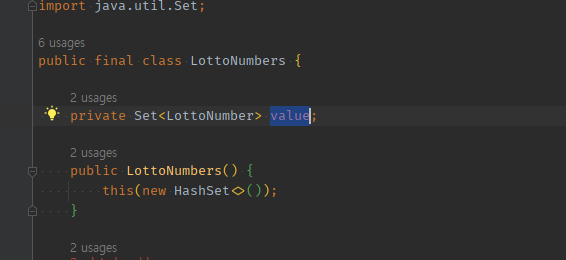 import java.util.Set;
6 usages
public final class LottoNumbers {
2 usages
private Set<LottoNumber> value;
2 usages
public LottoNumbers() {
this(new HashSet<>());
}
2 usages